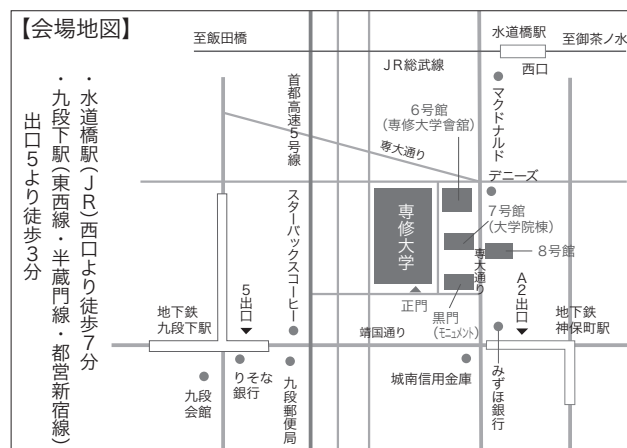 【会場地図】
・水道橋駅(JR)西口より徒歩7分
・九段下駅(東西線・半蔵門線・都営新宿線)
出口5より徒歩3分
至飯田橋
水道橋駅
至御茶ノ水
西口
JR総武線
首都高速5号線
マクドナルド
6号館
(専修大学會舘)
専大通り
デニーズ
専修大学
7号館
(大学院棟)
8号館
専大通り
スターバックスコーヒー
正門
黒門
(モニュメント)
A2出口
5出口
地下鉄
九段下駅
靖国通り
地下鉄
神保町駅
九段
会館
りそな
銀行
九段郵便局
城南信用金庫
みずほ銀行